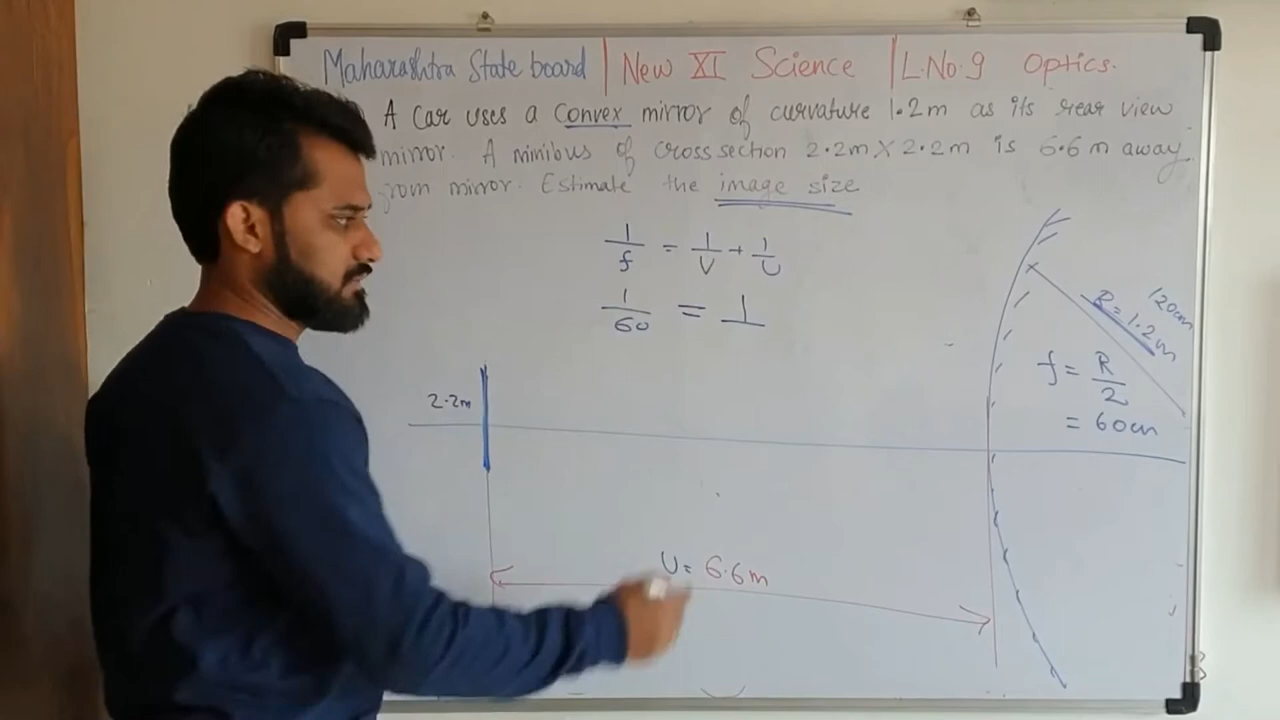 Maharashtra State board | New XI Science | L.No.9 Optics.
A Car uses a Convex mirror of curvature 1.2m as its rear view
mirror. A minibus of cross section 2.2m X 2.2m is 6.6 m away
rom mirror. Estimate the image size
1/f = 1/V + 1/U
1/60 = 1
R = 1.2m
120cm
f = R/2
= 60cm
2.2m
U = 6.6m